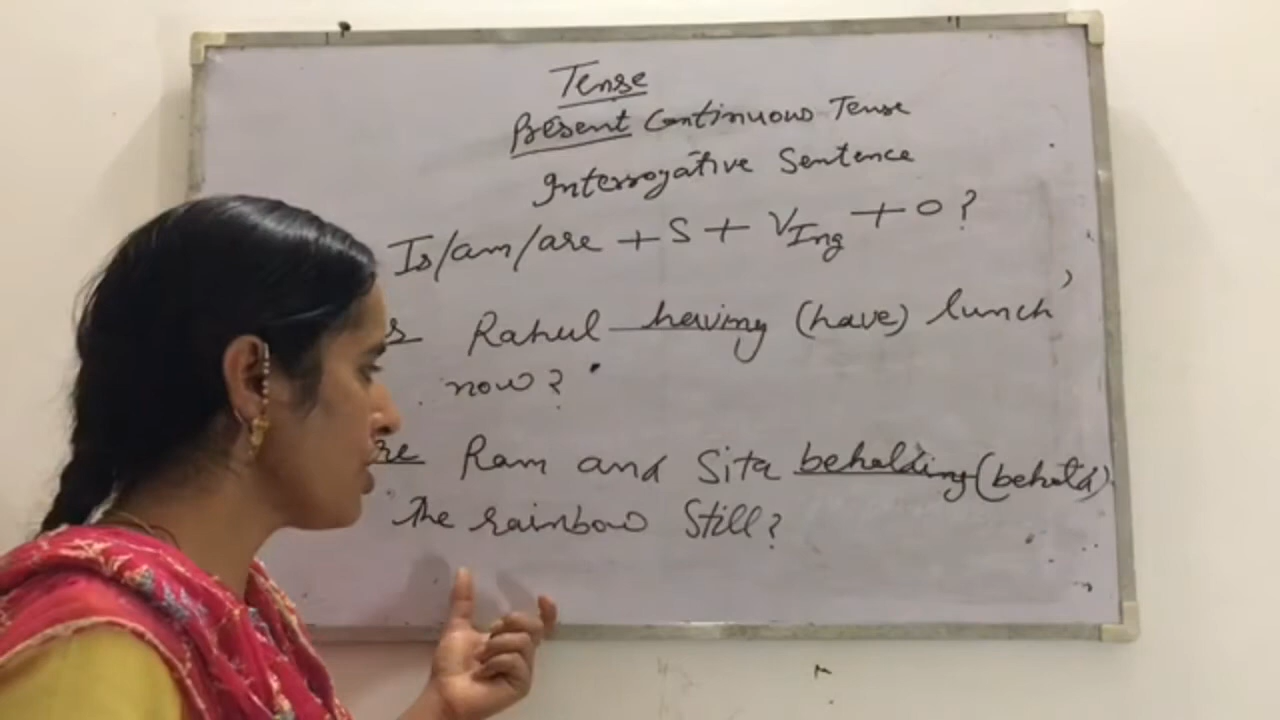 Tense
Present Continuous Tense
Interrogative Sentence
Is/am/are + S + VIng + O ?
s Rahul having (have) lunch
now?
re Ram and Sita beholding (behold)
The rainbow Still?